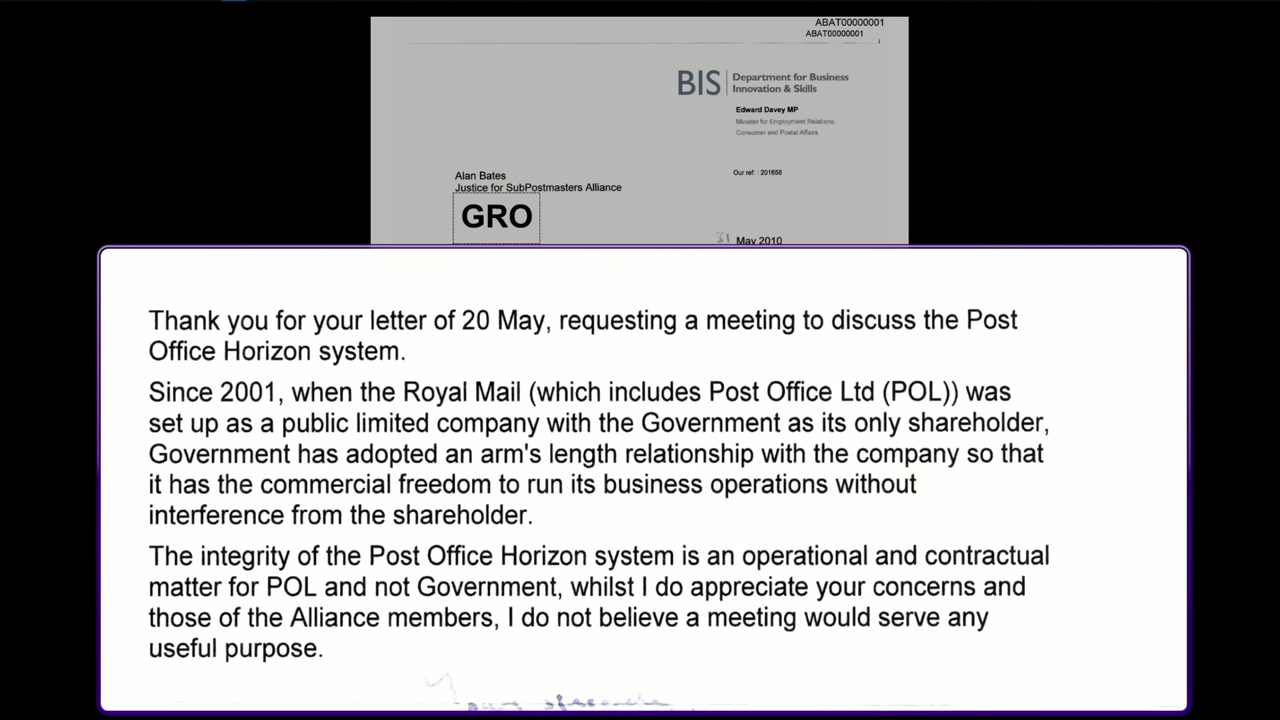 ABAT00000001
ABAT00000001
BIS Department for Business
Innovation & Skills
Edward Davey MP
Minister for Employment Relations,
Consumer and Postal Affairs
Our ref: : 201658
Alan Bates
Justice for SubPostmasters Alliance
GRO
31 May 2010
Thank you for your letter of 20 May, requesting a meeting to discuss the Post
Office Horizon system.
Since 2001, when the Royal Mail (which includes Post Office Ltd (POL)) was
set up as a public limited company with the Government as its only shareholder,
Government has adopted an arm's length relationship with the company so that
it has the commercial freedom to run its business operations without
interference from the shareholder.
The integrity of the Post Office Horizon system is an operational and contractual
matter for POL and not Government, whilst I do appreciate your concerns and
those of the Alliance members, I do not believe a meeting would serve any
useful purpose.